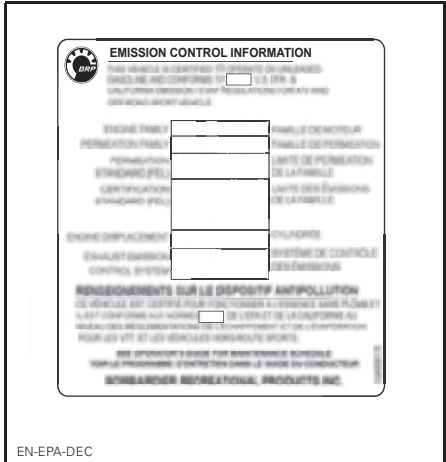 BRP
EMISSION CONTROL INFORMATION
THIS VEHICLE IS CERTIFIED TO OPERATE ON UNLEADED
GASOLINE AND CONFORMS TO U.S. EPA &
CALIFORNIA EMISSION / EVAP REGULATIONS FOR ATV AND
OFF-ROAD SPORT VEHICLE.
ENGINE FAMILY FAMILLE DE MOTEUR
PERMEATION FAMILY FAMILLE DE PERMEATION
PERMEATION LIMITE DE PERMEATION
STANDARD (FEL) DE LA FAMILLE
CERTIFICATION LIMITE DES ÉMISSIONS
STANDARD (FEL) DE LA FAMILLE
ENGINE DISPLACEMENT CYLINDRÉE
EXHAUST EMISSION SYSTÈME DE CONTRÔLE
CONTROL SYSTEM DES ÉMISSIONS
RENSEIGNEMENTS SUR LE DISPOSITIF ANTIPOLLUTION
CE VÉHICULE EST CERTIFIÉ POUR FONCTIONNER À L'ESSENCE SANS PLOMB ET
IL EST CONFORME AUX NORMES DE L'EPA ET DE LA CALIFORNIE AU
NIVEAU DES RÉGLEMENTATIONS DE L'ÉCHAPPEMENT ET DE L'ÉVAPORATION
POUR LES VTT ET LES VÉHICULES HORS-ROUTE SPORTS.
SEE OPERATOR'S GUIDE FOR MAINTENANCE SCHEDULE
VOIR LE PROGRAMME D'ENTRETIEN DANS LE GUIDE DU CONDUCTEUR
BOMBARDIER RECREATIONAL PRODUCTS INC.
EN-EPA-DEC